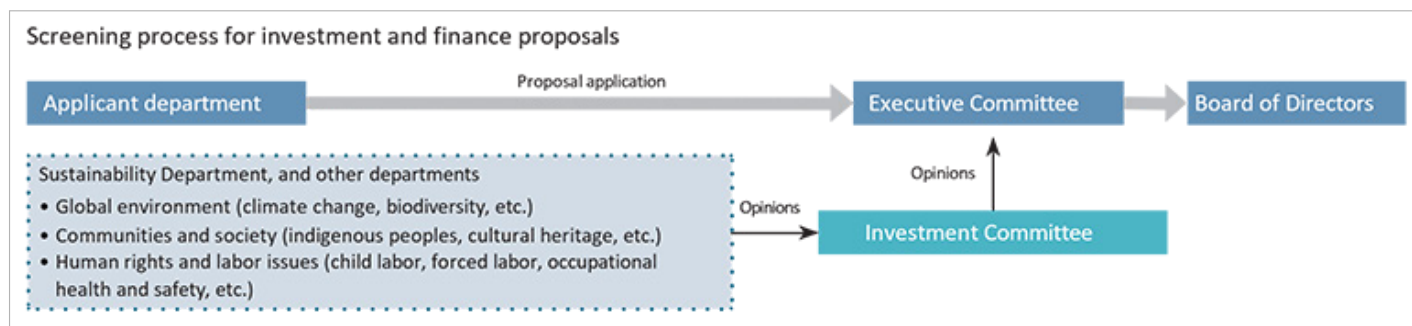 Screening process for investment and finance proposals
Proposal application
Applicant department
Executive Committee
Board of Directors
Sustainability Department, and other departments
• Global environment (climate change, biodiversity, etc.)
• Communities and society (indigenous peoples, cultural heritage, etc.)
• Human rights and labor issues (child labor, forced labor, occupational
health and safety, etc.)
Opinions
Opinions
Investment Committee